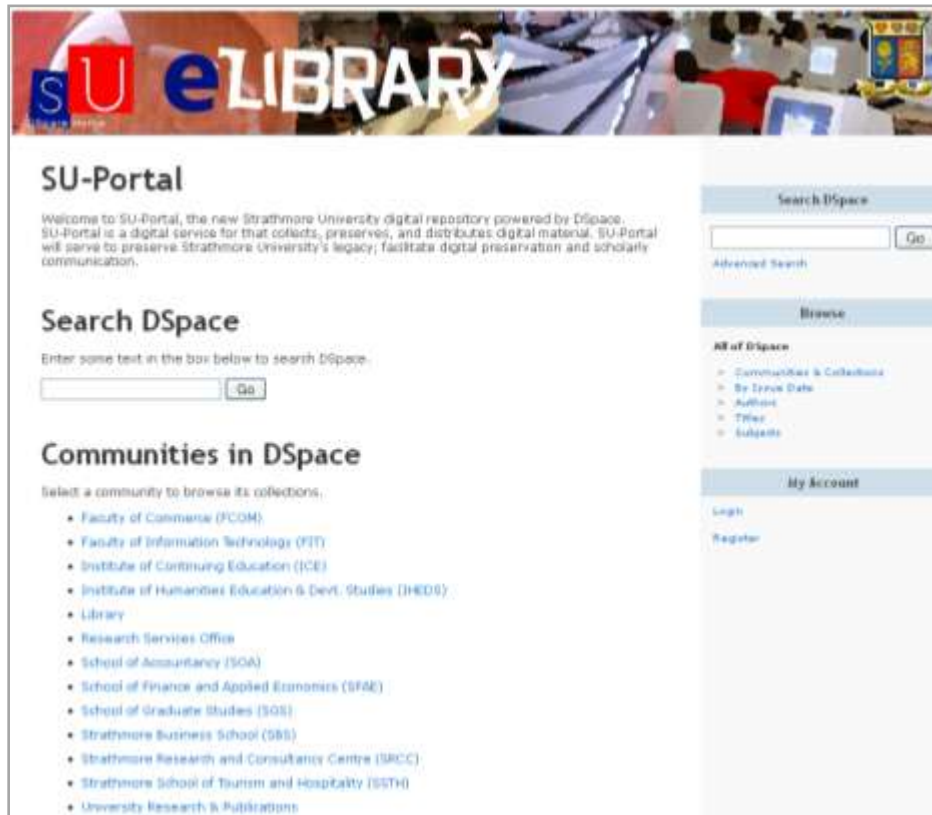 SU eLIBRARY
DSpace Home
SU-Portal
Welcome to SU-Portal, the new Strathmore University digital repository powered by DSpace.
SU-Portal is a digital service for that collects, preserves, and distributes digital material. SU-Portal
will serve to preserve Strathmore University's legacy; facilitate digital preservation and scholarly
communication.
Search DSpace
Enter some text in the box below to search DSpace.
Go
Communities in DSpace
Select a community to browse its collections.
Faculty of Commerce (FCOM)
Faculty of Information Technology (FIT)
Institute of Continuing Education (ICE)
Institute of Humanities Education & Devt. Studies (IHEDS)
Library
Research Services Office
School of Accountancy (SOA)
School of Finance and Applied Economics (SFAE)
School of Graduate Studies (SGS)
Strathmore Business School (SBS)
Strathmore Research and Consultancy Centre (SRCC)
Strathmore School of Tourism and Hospitality (SSTH)
University Research & Publications
Search DSpace
Go
Advanced Search
Browse
All of DSpace
Communities & Collections
By Issue Date
Authors
Titles
Subjects
My Account
Login
Register